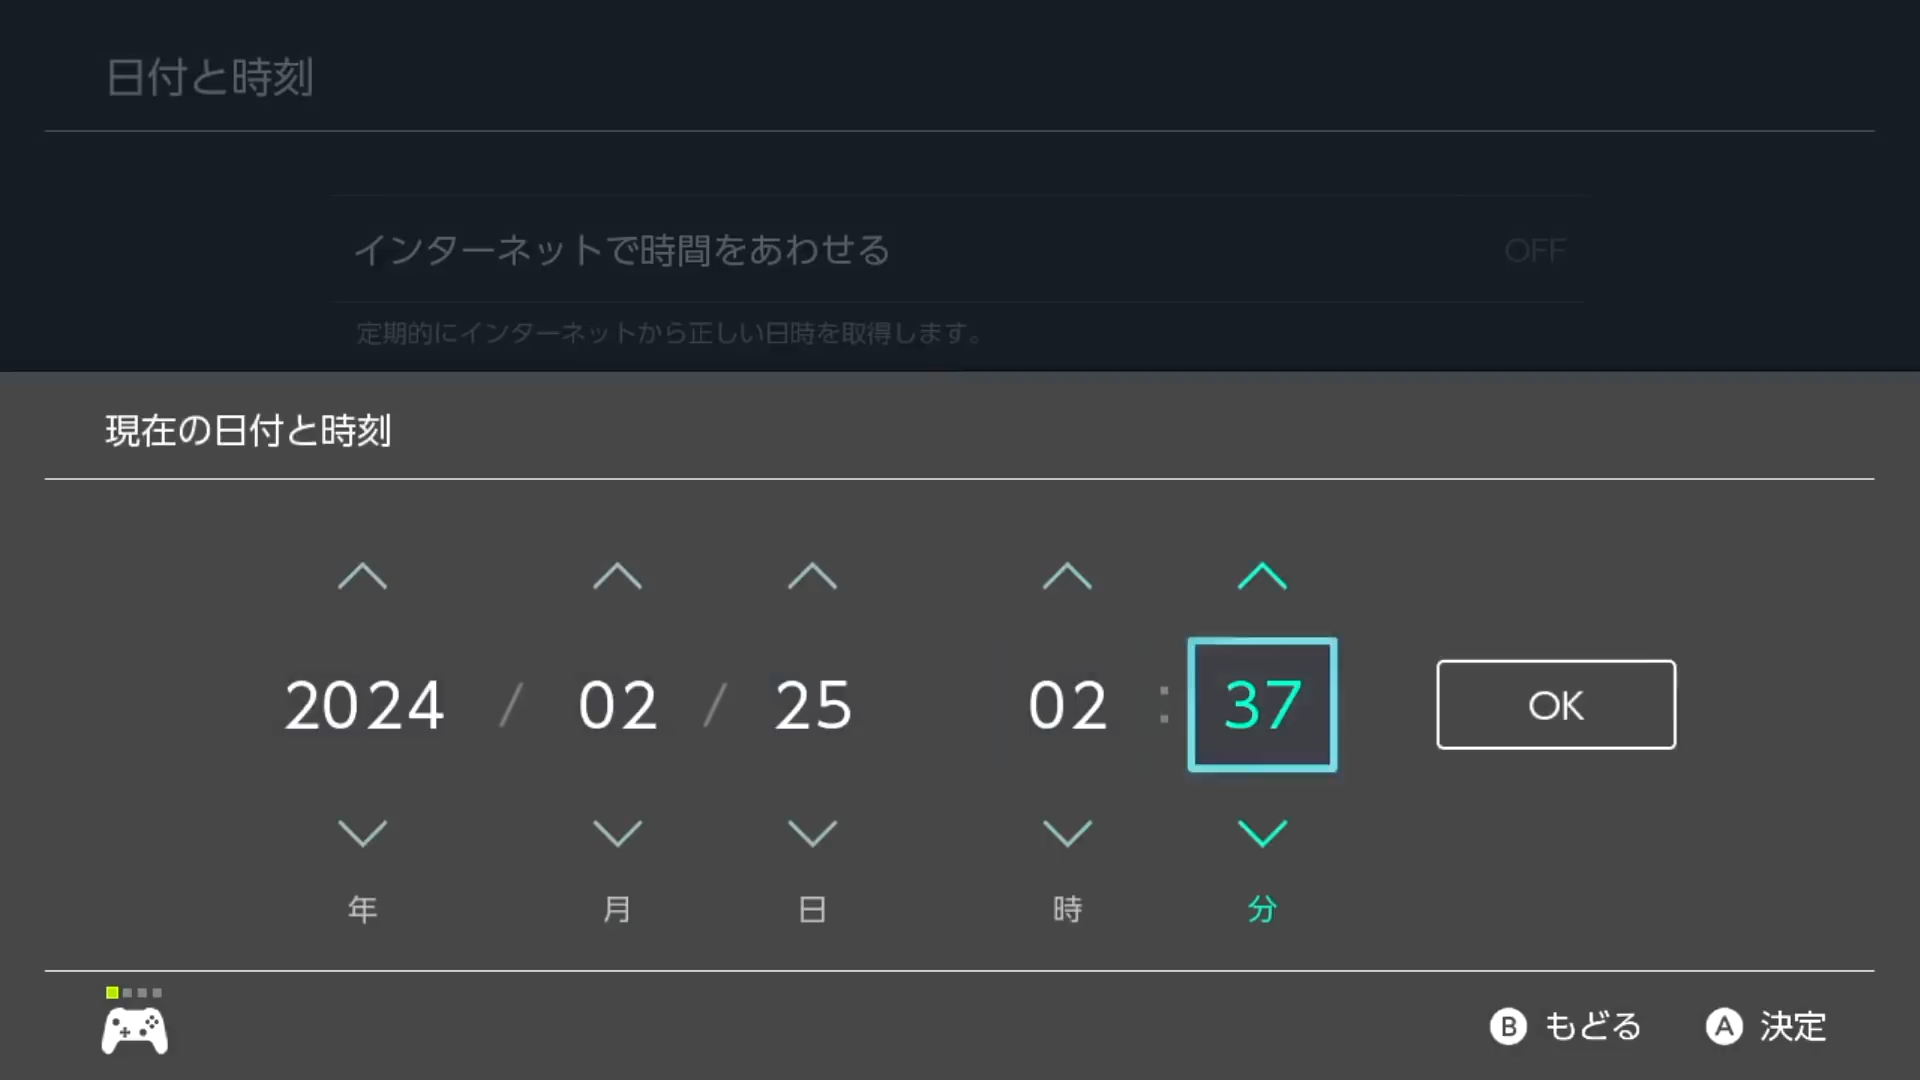 日付と時刻
インターネットで時間をあわせる OFF
定期的にインターネットから正しい日時を取得します。
現在の日付と時刻
2024 / 02 / 25 02 : 37 OK
年 月 日 時 分
B もどる A 決定